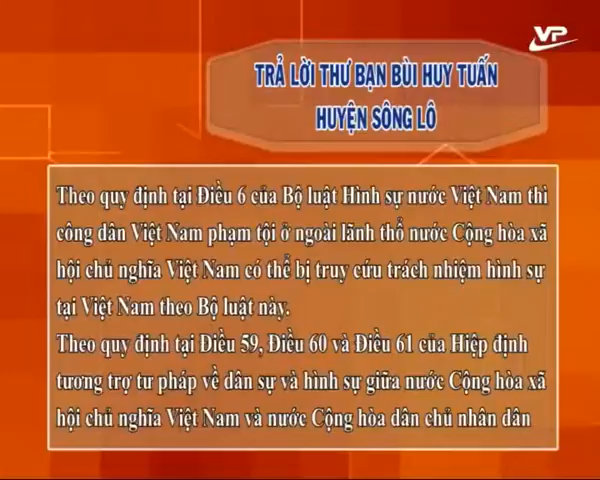 VP
TRẢ LỜI THƯ BẠN BÙI HUY TUẤN
HUYỆN SÔNG LÔ
Theo quy định tại Điều 6 của Bộ luật Hình sự nước Việt Nam thì
công dân Việt Nam phạm tội ở ngoài lãnh thổ nước Cộng hòa xã
hội chủ nghĩa Việt Nam có thể bị truy cứu trách nhiệm hình sự
tại Việt Nam theo Bộ luật này.
Theo quy định tại Điều 59, Điều 60 và Điều 61 của Hiệp định
tương trợ tư pháp về dân sự và hình sự giữa nước Cộng hòa xã
hội chủ nghĩa Việt Nam và nước Cộng hòa dân chủ nhân dân